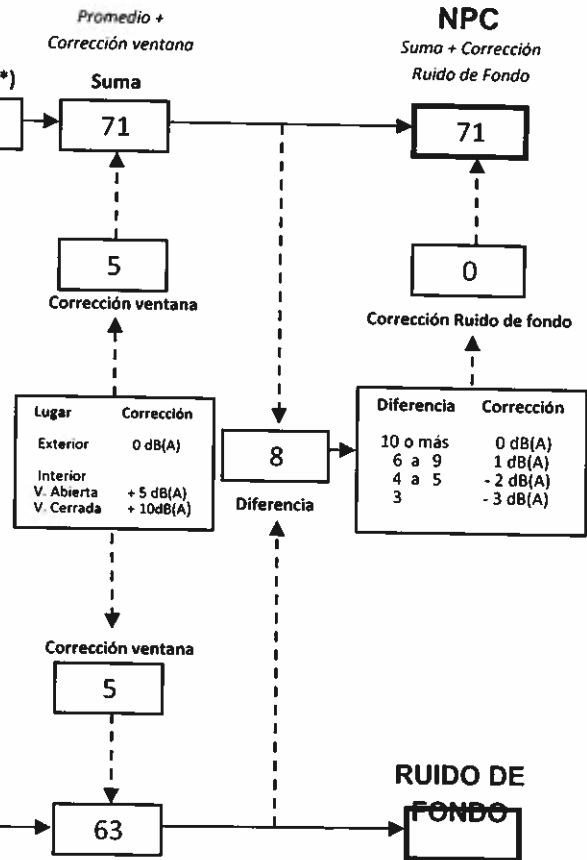 Promedio +
Corrección ventana
NPC
Suma + Corrección
Ruido de Fondo
*)
Suma
71
71
5
Corrección ventana
0
Corrección Ruido de fondo
Lugar Corrección
Exterior 0 dB(A)
Interior
V. Abierta + 5 dB(A)
V. Cerrada + 10dB(A)
8
Diferencia
Diferencia Corrección
10 o más 0 dB(A)
6 a 9 1 dB(A)
4 a 5 - 2 dB(A)
3 - 3 dB(A)
Corrección ventana
5
63
RUIDO DE
FONDO